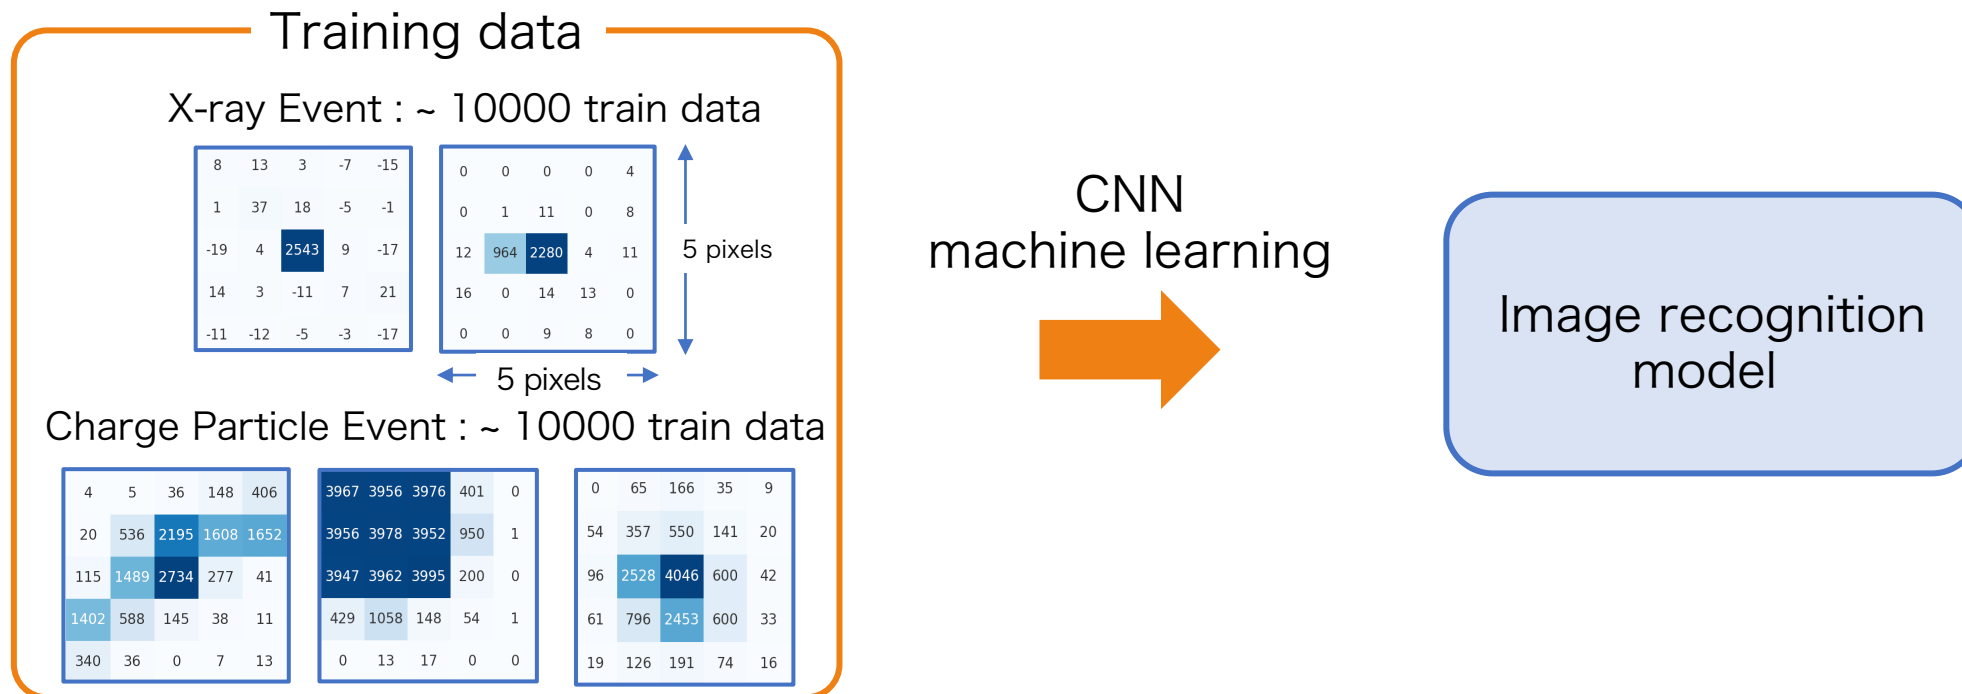 Training data
X-ray Event : ~ 10000 train data
8 13 3 -7 -15
1 37 18 -5 -1
-19 4 2543 9 -17
14 3 -11 7 21
-11 -12 -5 -3 -17
0 0 0 0 4
0 1 11 0 8
12 964 2280 4 11
16 0 14 13 0
0 0 9 8 0
5 pixels
5 pixels
Charge Particle Event : ~ 10000 train data
4 5 36 148 406
20 536 2195 1608 1652
115 1489 2734 277 41
1402 588 145 38 11
340 36 0 7 13
3967 3956 3976 401 0
3956 3978 3952 950 1
3947 3962 3995 200 0
429 1058 148 54 1
0 13 17 0 0
0 65 166 35 9
54 357 550 141 20
96 2528 4046 600 42
61 796 2453 600 33
19 126 191 74 16
CNN
machine learning
Image recognition
model